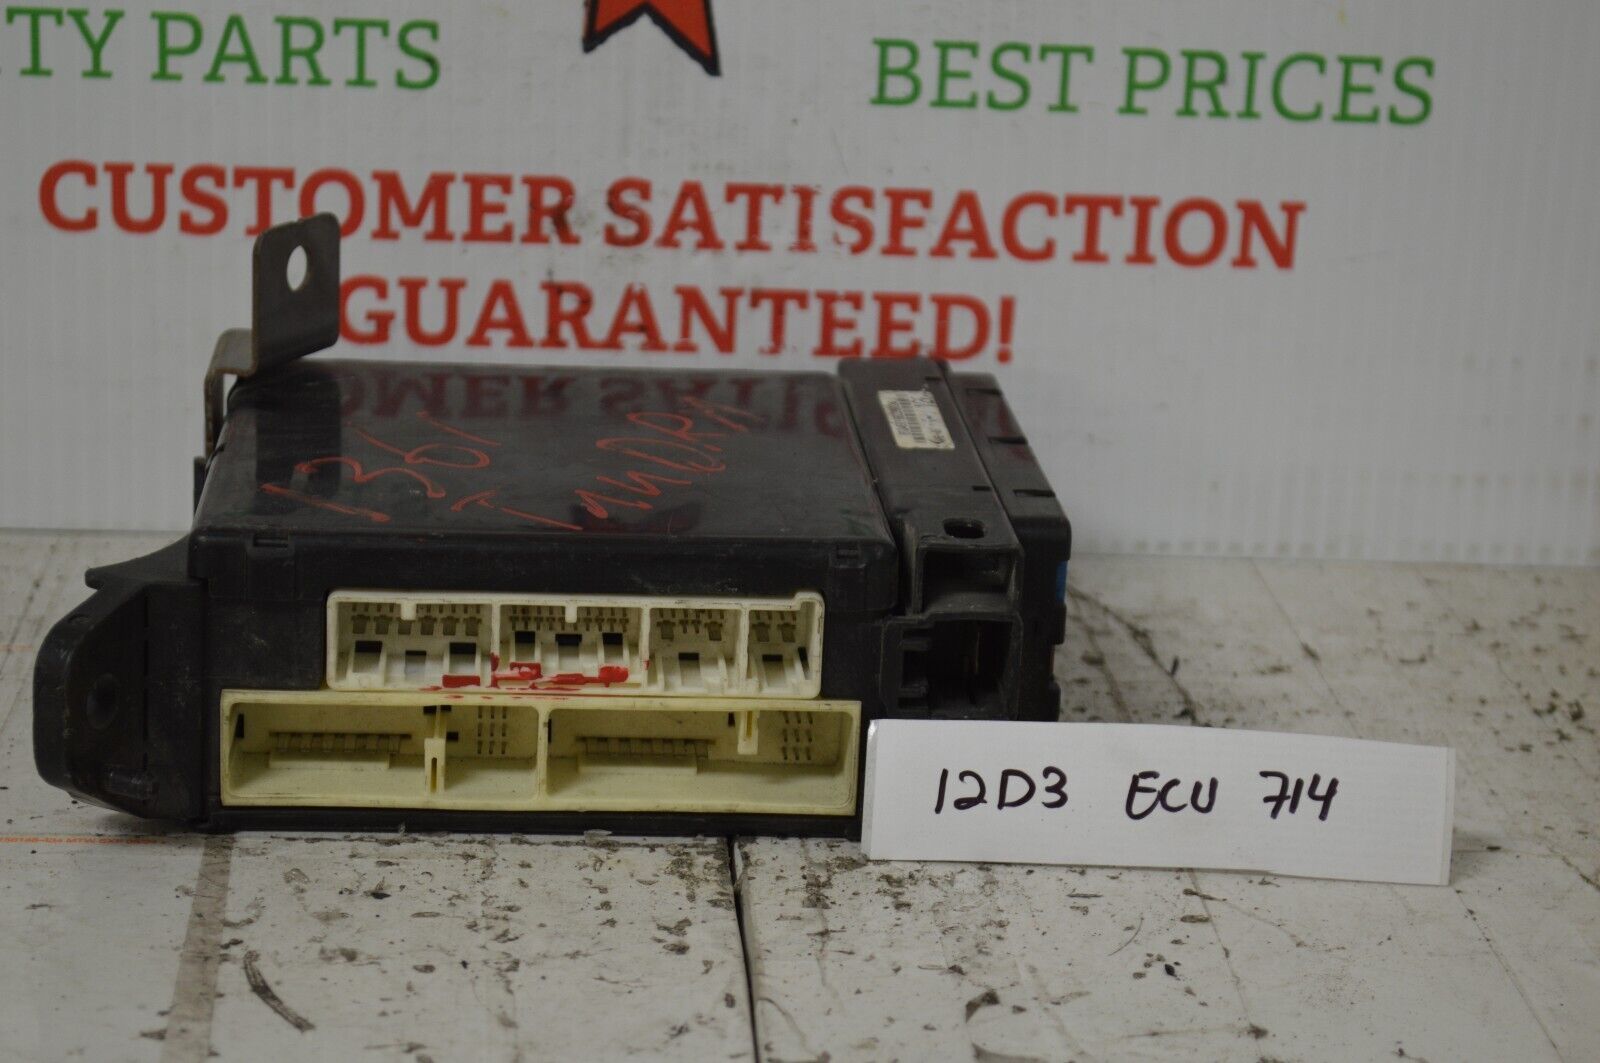 TY PARTS
BEST PRICES
CUSTOMER SATISFACTION
GUARANTEED!
1361
TUNDRA
12D3 ECU 714